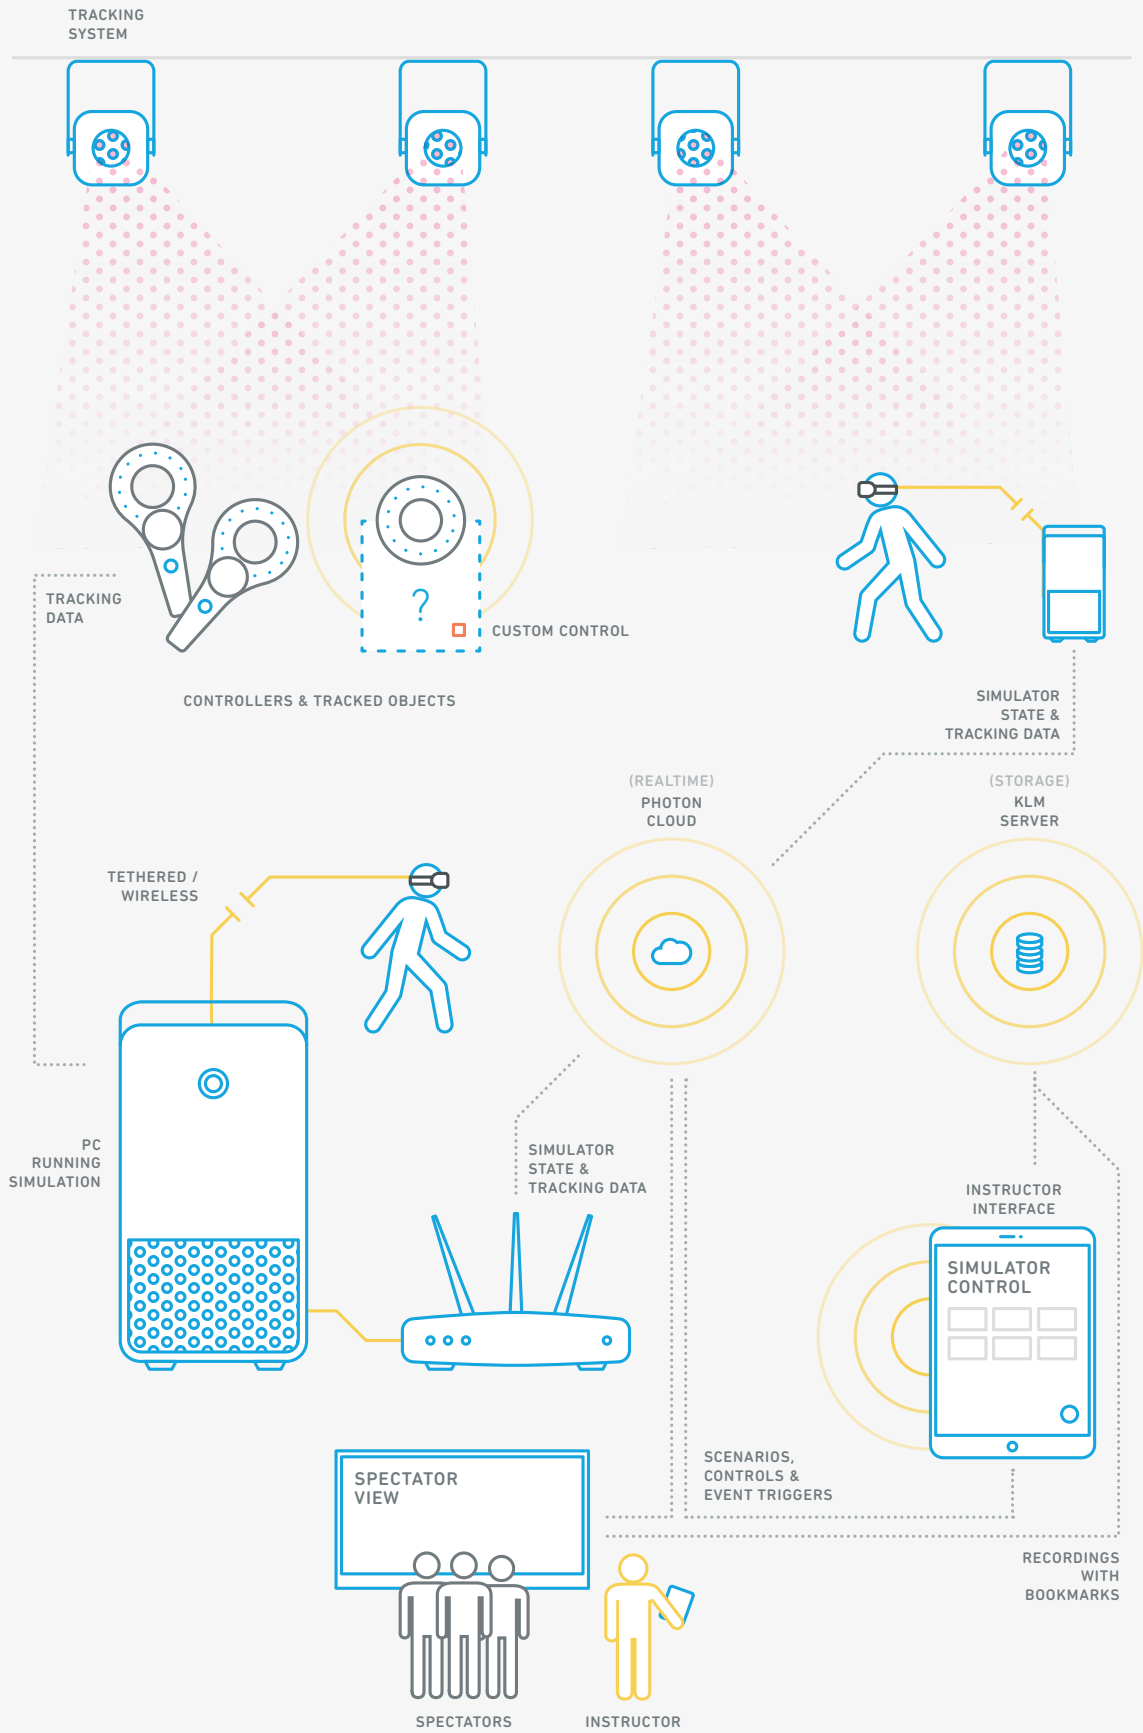 TRACKING
SYSTEM
TRACKING
DATA
?
CUSTOM CONTROL
CONTROLLERS & TRACKED OBJECTS
SIMULATOR
STATE &
TRACKING DATA
(REALTIME)
PHOTON
CLOUD
(STORAGE)
KLM
SERVER
TETHERED /
WIRELESS
PC
RUNNING
SIMULATION
SIMULATOR
STATE &
TRACKING DATA
INSTRUCTOR
INTERFACE
SIMULATOR
CONTROL
SCENARIOS,
CONTROLS &
EVENT TRIGGERS
SPECTATOR
VIEW
RECORDINGS
WITH
BOOKMARKS
SPECTATORS
INSTRUCTOR